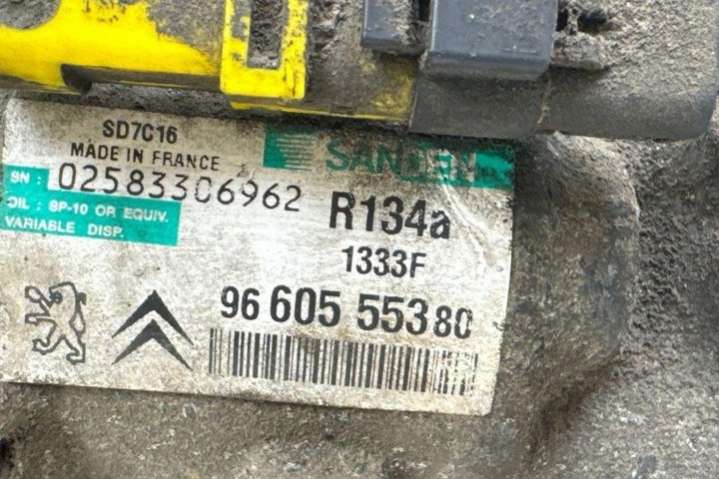 SD7C16
MADE IN FRANCE
SANDEN
SN : 02583306962
OIL : SP-10 OR EQUIV.
VARIABLE DISP.
R134a
1333F
96 605 553 80